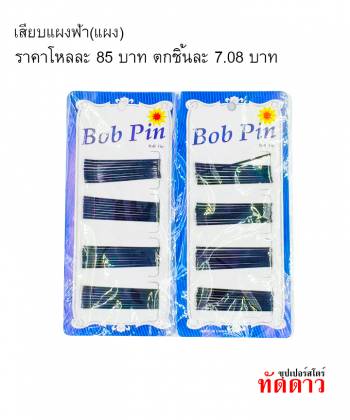 เสียบแผงฟ้า(แผง)
ราคาโหลละ 85 บาท ตกชิ้นละ 7.08 บาท
Bob Pin
Bob Pin
ซุปเปอร์สโตร์
ทัดดาว